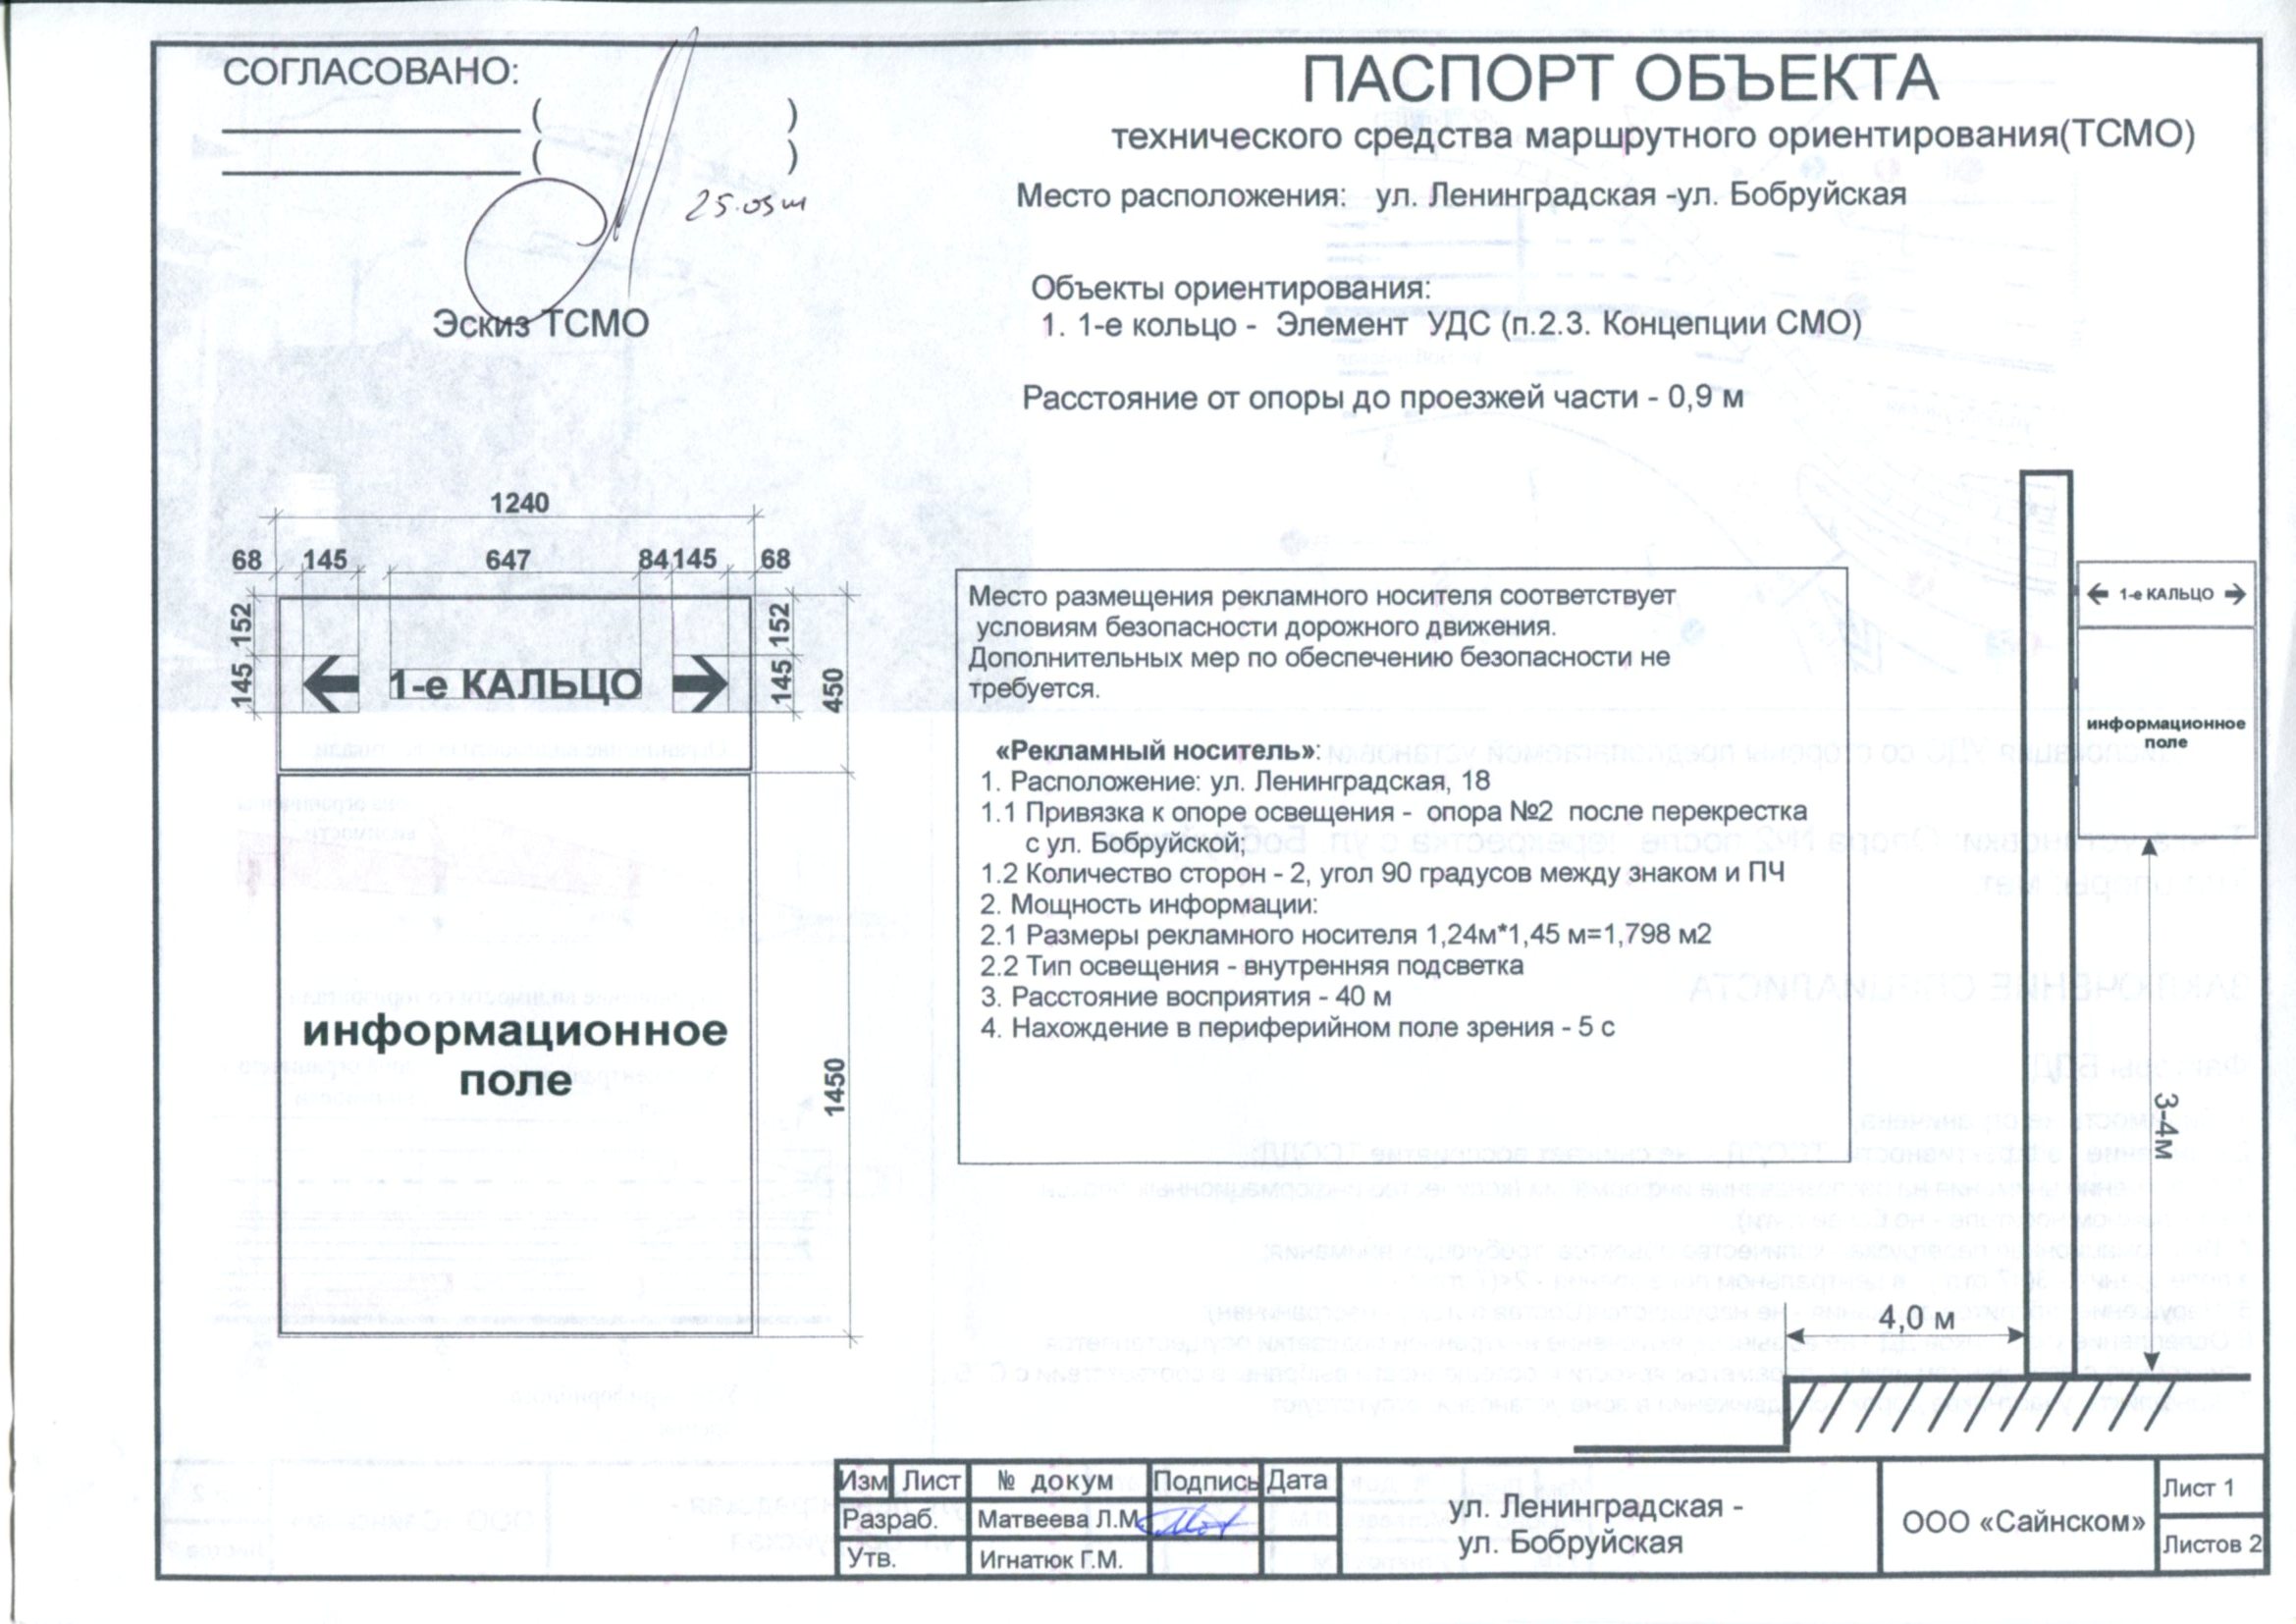 СОГЛАСОВАНО:
ПАСПОРТ ОБЪЕКТА
технического средства маршрутного ориентирования(ТСМО)
Место расположения: ул. Ленинградская -ул. Бобруйская
Объекты ориентирования:
1. 1-е кольцо - Элемент УДС (п.2.3. Концепции СМО)
Расстояние от опоры до проезжей части - 0,9 м
Эскиз ТСМО
1240
68 145 647 84 145 68
152
145
152
145
450
1450
1-е КАЛЬЦО
информационное
поле
Место размещения рекламного носителя соответствует
условиям безопасности дорожного движения.
Дополнительных мер по обеспечению безопасности не
требуется.
«Рекламный носитель»:
1. Расположение: ул. Ленинградская, 18
1.1 Привязка к опоре освещения - опора №2 после перекрестка
с ул. Бобруйской;
1.2 Количество сторон - 2, угол 90 градусов между знаком и ПЧ
2. Мощность информации:
2.1 Размеры рекламного носителя 1,24м*1,45 м=1,798 м2
2.2 Тип освещения - внутренняя подсветка
3. Расстояние восприятия - 40 м
4. Нахождение в периферийном поле зрения - 5 с
1-е КАЛЬЦО
информационное
поле
3-4м
4,0 м
Изм Лист № докум Подпись Дата
Разраб. Матвеева Л.М
Утв. Игнатюк Г.М.
ул. Ленинградская -
ул. Бобруйская
ООО «Сайнском»
Лист 1
Листов 2